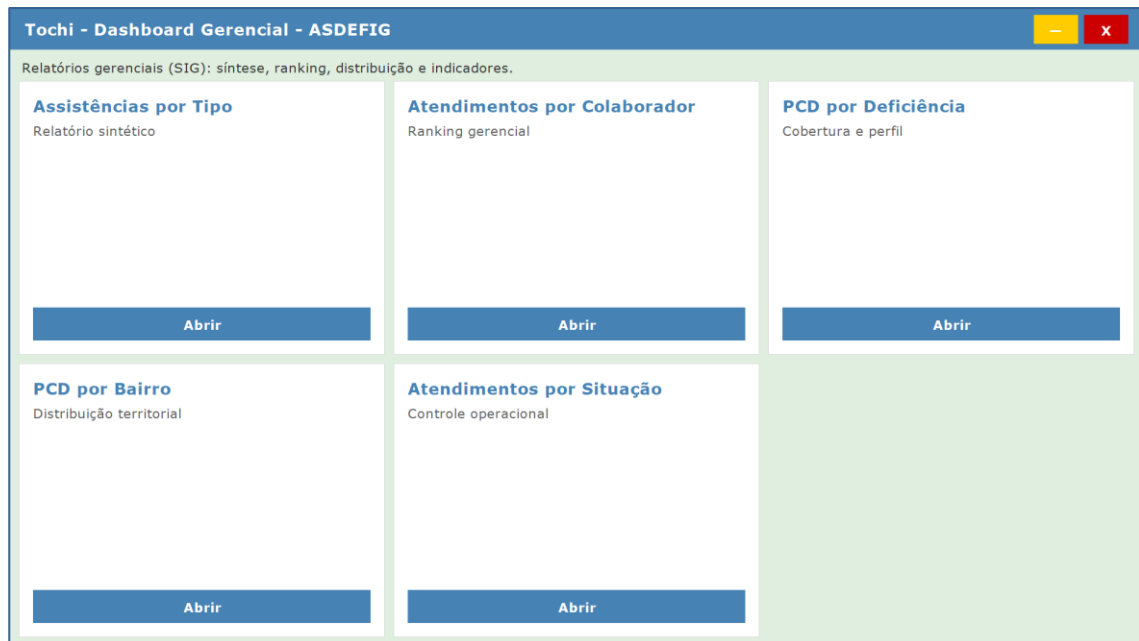 Tochi - Dashboard Gerencial - ASDEFIG
– X
Relatórios gerenciais (SIG): síntese, ranking, distribuição e indicadores.
Assistências por Tipo
Relatório sintético
Abrir
Atendimentos por Colaborador
Ranking gerencial
Abrir
PCD por Deficiência
Cobertura e perfil
Abrir
PCD por Bairro
Distribuição territorial
Abrir
Atendimentos por Situação
Controle operacional
Abrir